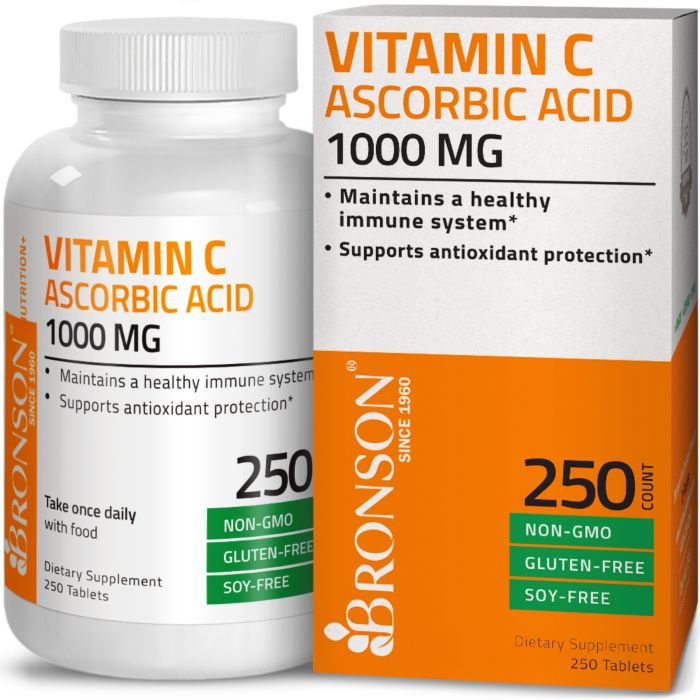 VITAMIN C
ASCORBIC ACID
1000 MG
• Maintains a healthy immune system
• Supports antioxidant protection*
250
Take once daily
with food
NON-GMO
GLUTEN-FREE
SOY-FREE
Dietary Supplement
250 Tablets
NUTRITION+
BRONSON®
SINCE 1960
VITAMIN C
ASCORBIC ACID
1000 MG
• Maintains a healthy
immune system*
• Supports antioxidant protection*
BRONSON®
SINCE 1960
250
COUNT
NON-GMO
GLUTEN-FREE
SOY-FREE
Dietary Supplement
250 Tablets